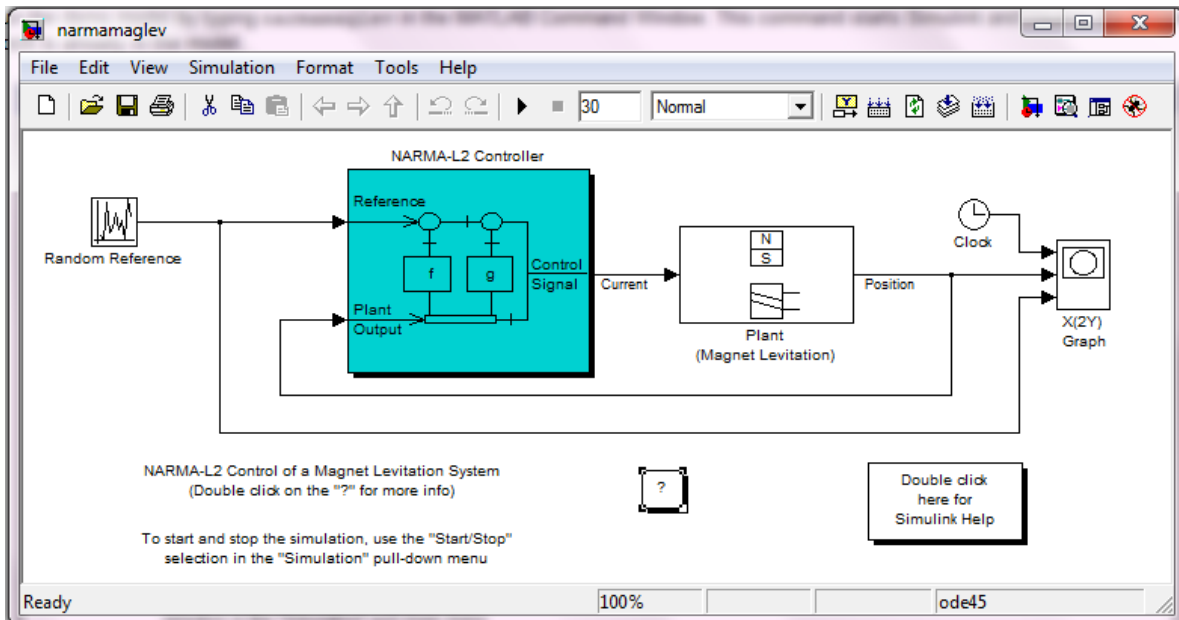 narmamaglev
File Edit View Simulation Format Tools Help
30 Normal
NARMA-L2 Controller
Reference
f g
Control
Signal
Plant
Output
Random Reference
Current
N
S
Plant
(Magnet Levitation)
Position
Clock
X(2Y)
Graph
NARMA-L2 Control of a Magnet Levitation System
(Double click on the "?" for more info)
?
Double click
here for
Simulink Help
To start and stop the simulation, use the "Start/Stop"
selection in the "Simulation" pull-down menu
Ready 100% ode45